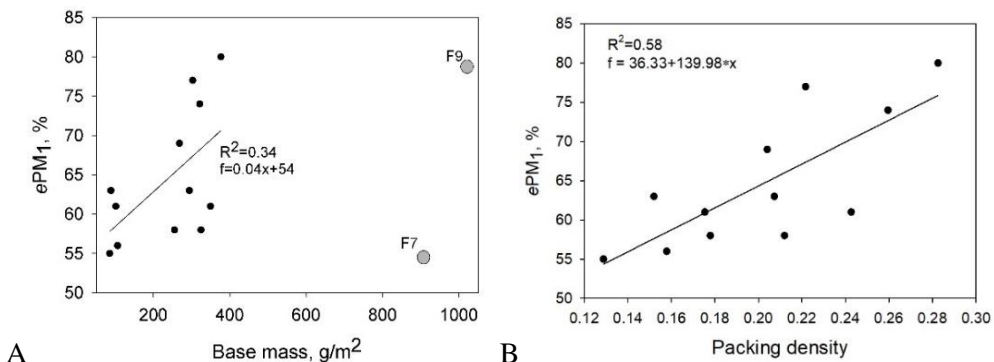 85
80
75
70
65
60
55
50
ePM₁, %
F9
R²=0.34
f=0.04x+54
F7
200 400 600 800 1000
Base mass, g/m²
A
85
80
75
70
65
60
55
50
ePM₁, %
R²=0.58
f = 36.33+139.98*x
0.12 0.14 0.16 0.18 0.20 0.22 0.24 0.26 0.28 0.30
Packing density
B